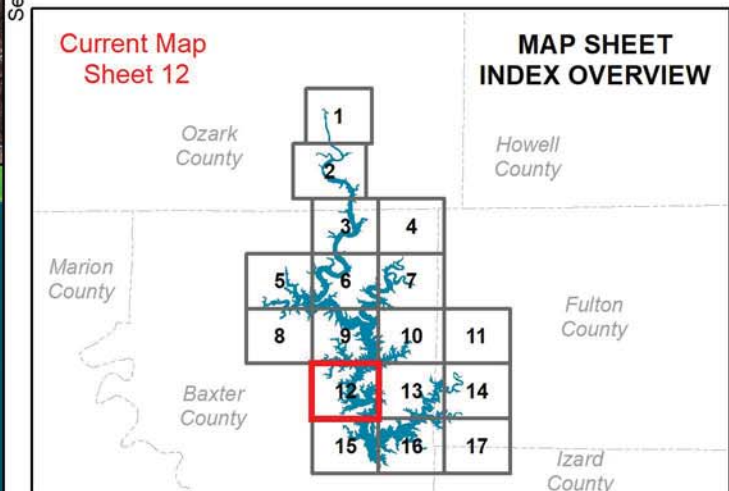 Se
Current Map
Sheet 12
MAP SHEET
INDEX OVERVIEW
Ozark
County
Howell
County
1
2
3
4
Marion
County
5
6
7
Fulton
County
8
9
10
11
Baxter
County
12
13
14
15
16
17
Izard
County